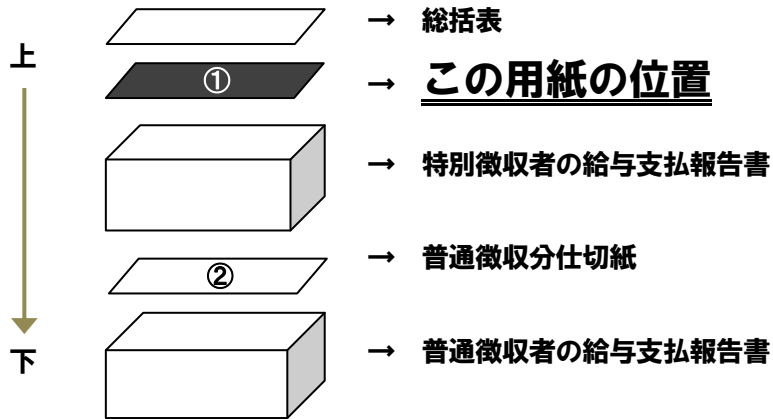 → 総括表
上
① → この用紙の位置
→ 特別徴収者の給与支払報告書
② → 普通徴収分仕切紙
下
→ 普通徴収者の給与支払報告書